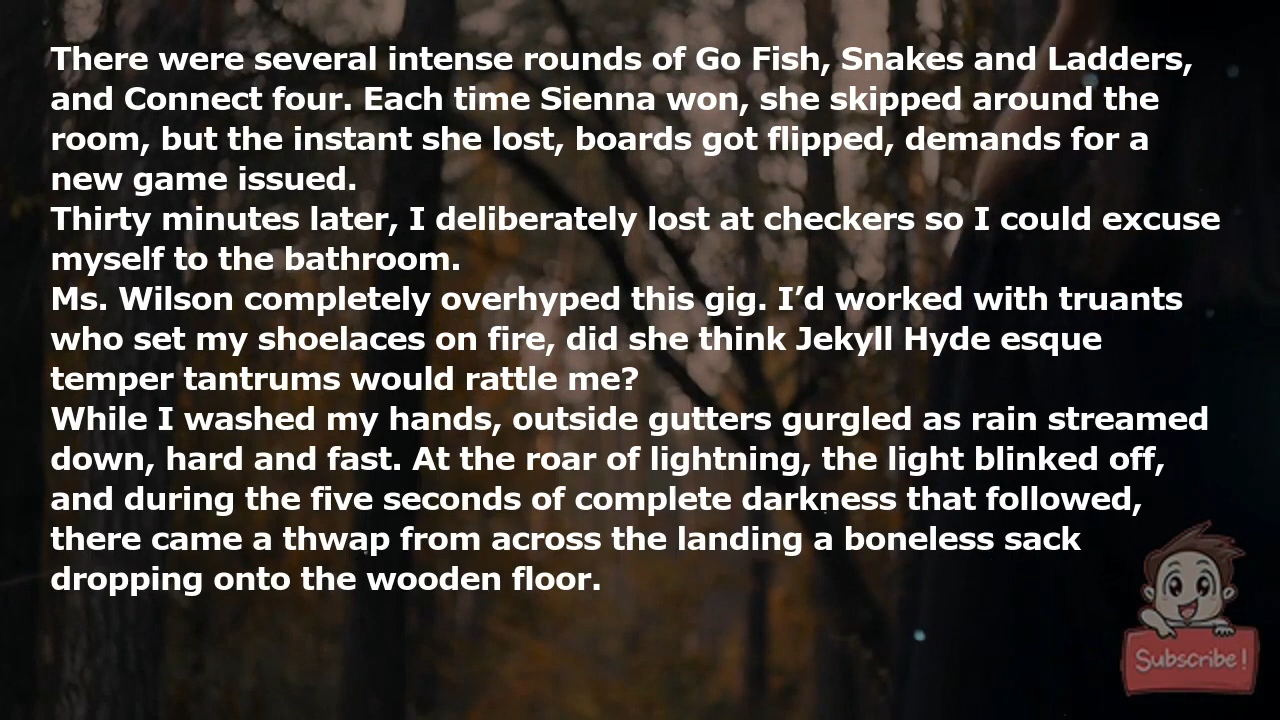 There were several intense rounds of Go Fish, Snakes and Ladders,
and Connect four. Each time Sienna won, she skipped around the
room, but the instant she lost, boards got flipped, demands for a
new game issued.
Thirty minutes later, I deliberately lost at checkers so I could excuse
myself to the bathroom.
Ms. Wilson completely overhyped this gig. I’d worked with truants
who set my shoelaces on fire, did she think Jekyll Hyde esque
temper tantrums would rattle me?
While I washed my hands, outside gutters gurgled as rain streamed
down, hard and fast. At the roar of lightning, the light blinked off,
and during the five seconds of complete darkness that followed,
there came a thwap from across the landing a boneless sack
dropping onto the wooden floor.
Subscribe!